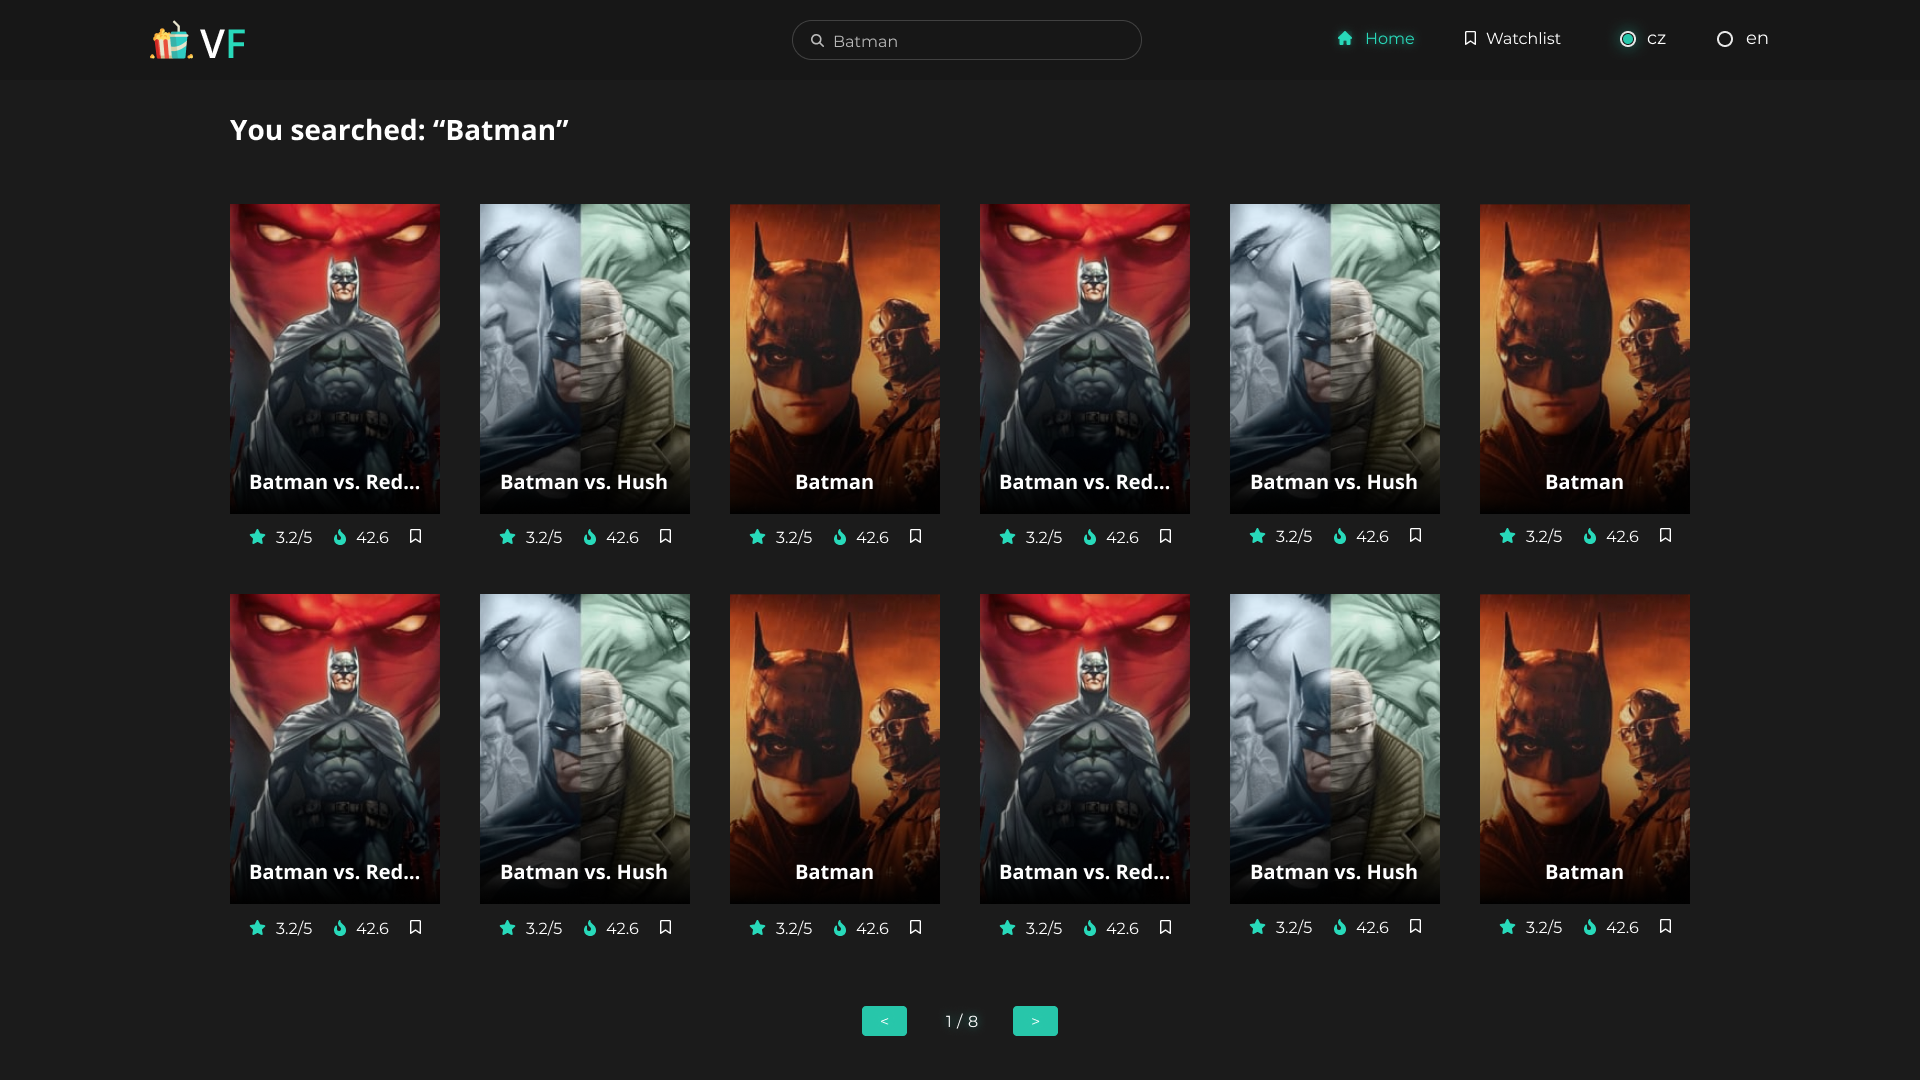 VF
Batman
Home
Watchlist
cz
en
You searched: “Batman”
Batman vs. Red...
Batman vs. Hush
Batman
Batman vs. Red...
Batman vs. Hush
Batman
3.2/5 42.6
3.2/5 42.6
3.2/5 42.6
3.2/5 42.6
3.2/5 42.6
3.2/5 42.6
Batman vs. Red...
Batman vs. Hush
Batman
Batman vs. Red...
Batman vs. Hush
Batman
3.2/5 42.6
3.2/5 42.6
3.2/5 42.6
3.2/5 42.6
3.2/5 42.6
3.2/5 42.6
< 1 / 8 >